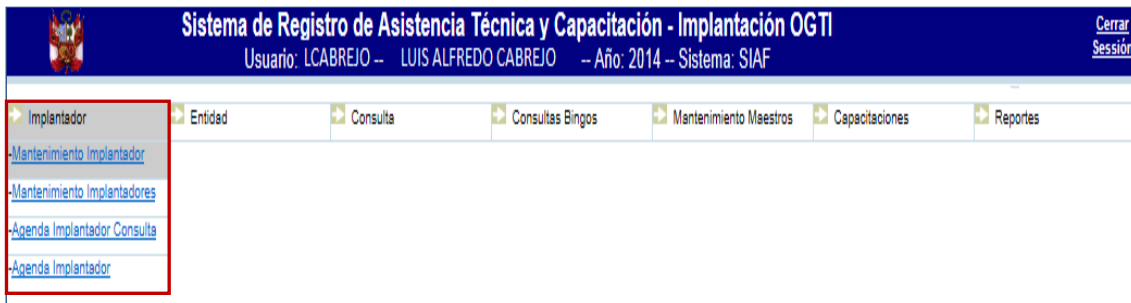 Sistema de Registro de Asistencia Técnica y Capacitación - Implantación OGTI
Usuario: LCABREJO -- LUIS ALFREDO CABREJO -- Año: 2014 -- Sistema: SIAF
Cerrar
Sessión
Implantador Entidad Consulta Consultas Bingos Mantenimiento Maestros Capacitaciones Reportes
-Mantenimiento Implantador
-Mantenimiento Implantadores
-Agenda Implantador Consulta
-Agenda Implantador